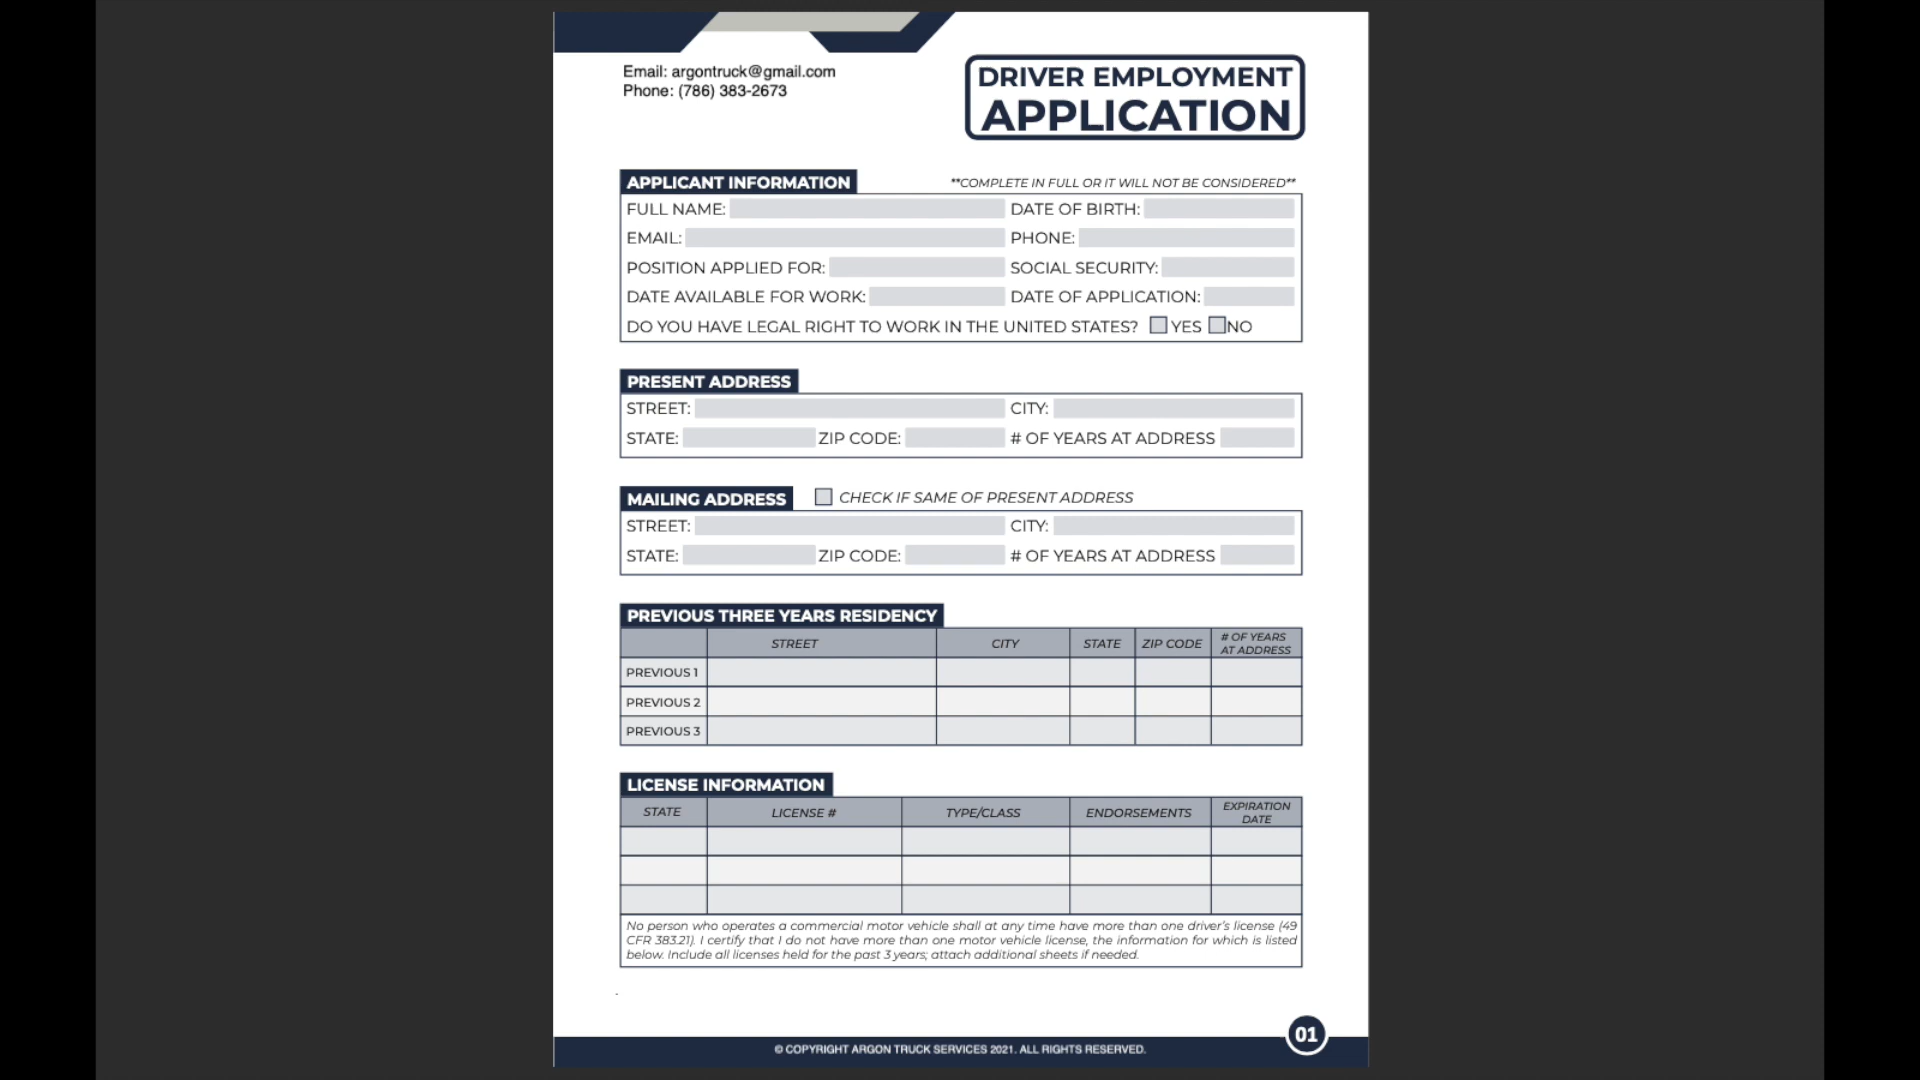 Email: argontruck@gmail.com
Phone: (786) 383-2673
DRIVER EMPLOYMENT
APPLICATION
APPLICANT INFORMATION
**COMPLETE IN FULL OR IT WILL NOT BE CONSIDERED**
FULL NAME: DATE OF BIRTH:
EMAIL: PHONE:
POSITION APPLIED FOR: SOCIAL SECURITY:
DATE AVAILABLE FOR WORK: DATE OF APPLICATION:
DO YOU HAVE LEGAL RIGHT TO WORK IN THE UNITED STATES? YES NO
PRESENT ADDRESS
STREET: CITY:
STATE: ZIP CODE: # OF YEARS AT ADDRESS
MAILING ADDRESS CHECK IF SAME OF PRESENT ADDRESS
STREET: CITY:
STATE: ZIP CODE: # OF YEARS AT ADDRESS
PREVIOUS THREE YEARS RESIDENCY
STREET CITY STATE ZIP CODE # OF YEARS
AT ADDRESS
PREVIOUS 1
PREVIOUS 2
PREVIOUS 3
LICENSE INFORMATION
STATE LICENSE # TYPE/CLASS ENDORSEMENTS EXPIRATION
DATE
No person who operates a commercial motor vehicle shall at any time have more than one driver's license (49
CFR 383.21). I certify that I do not have more than one motor vehicle license, the information for which is listed
below. Include all licenses held for the past 3 years; attach additional sheets if needed.
01
© COPYRIGHT ARGON TRUCK SERVICES 2021. ALL RIGHTS RESERVED.